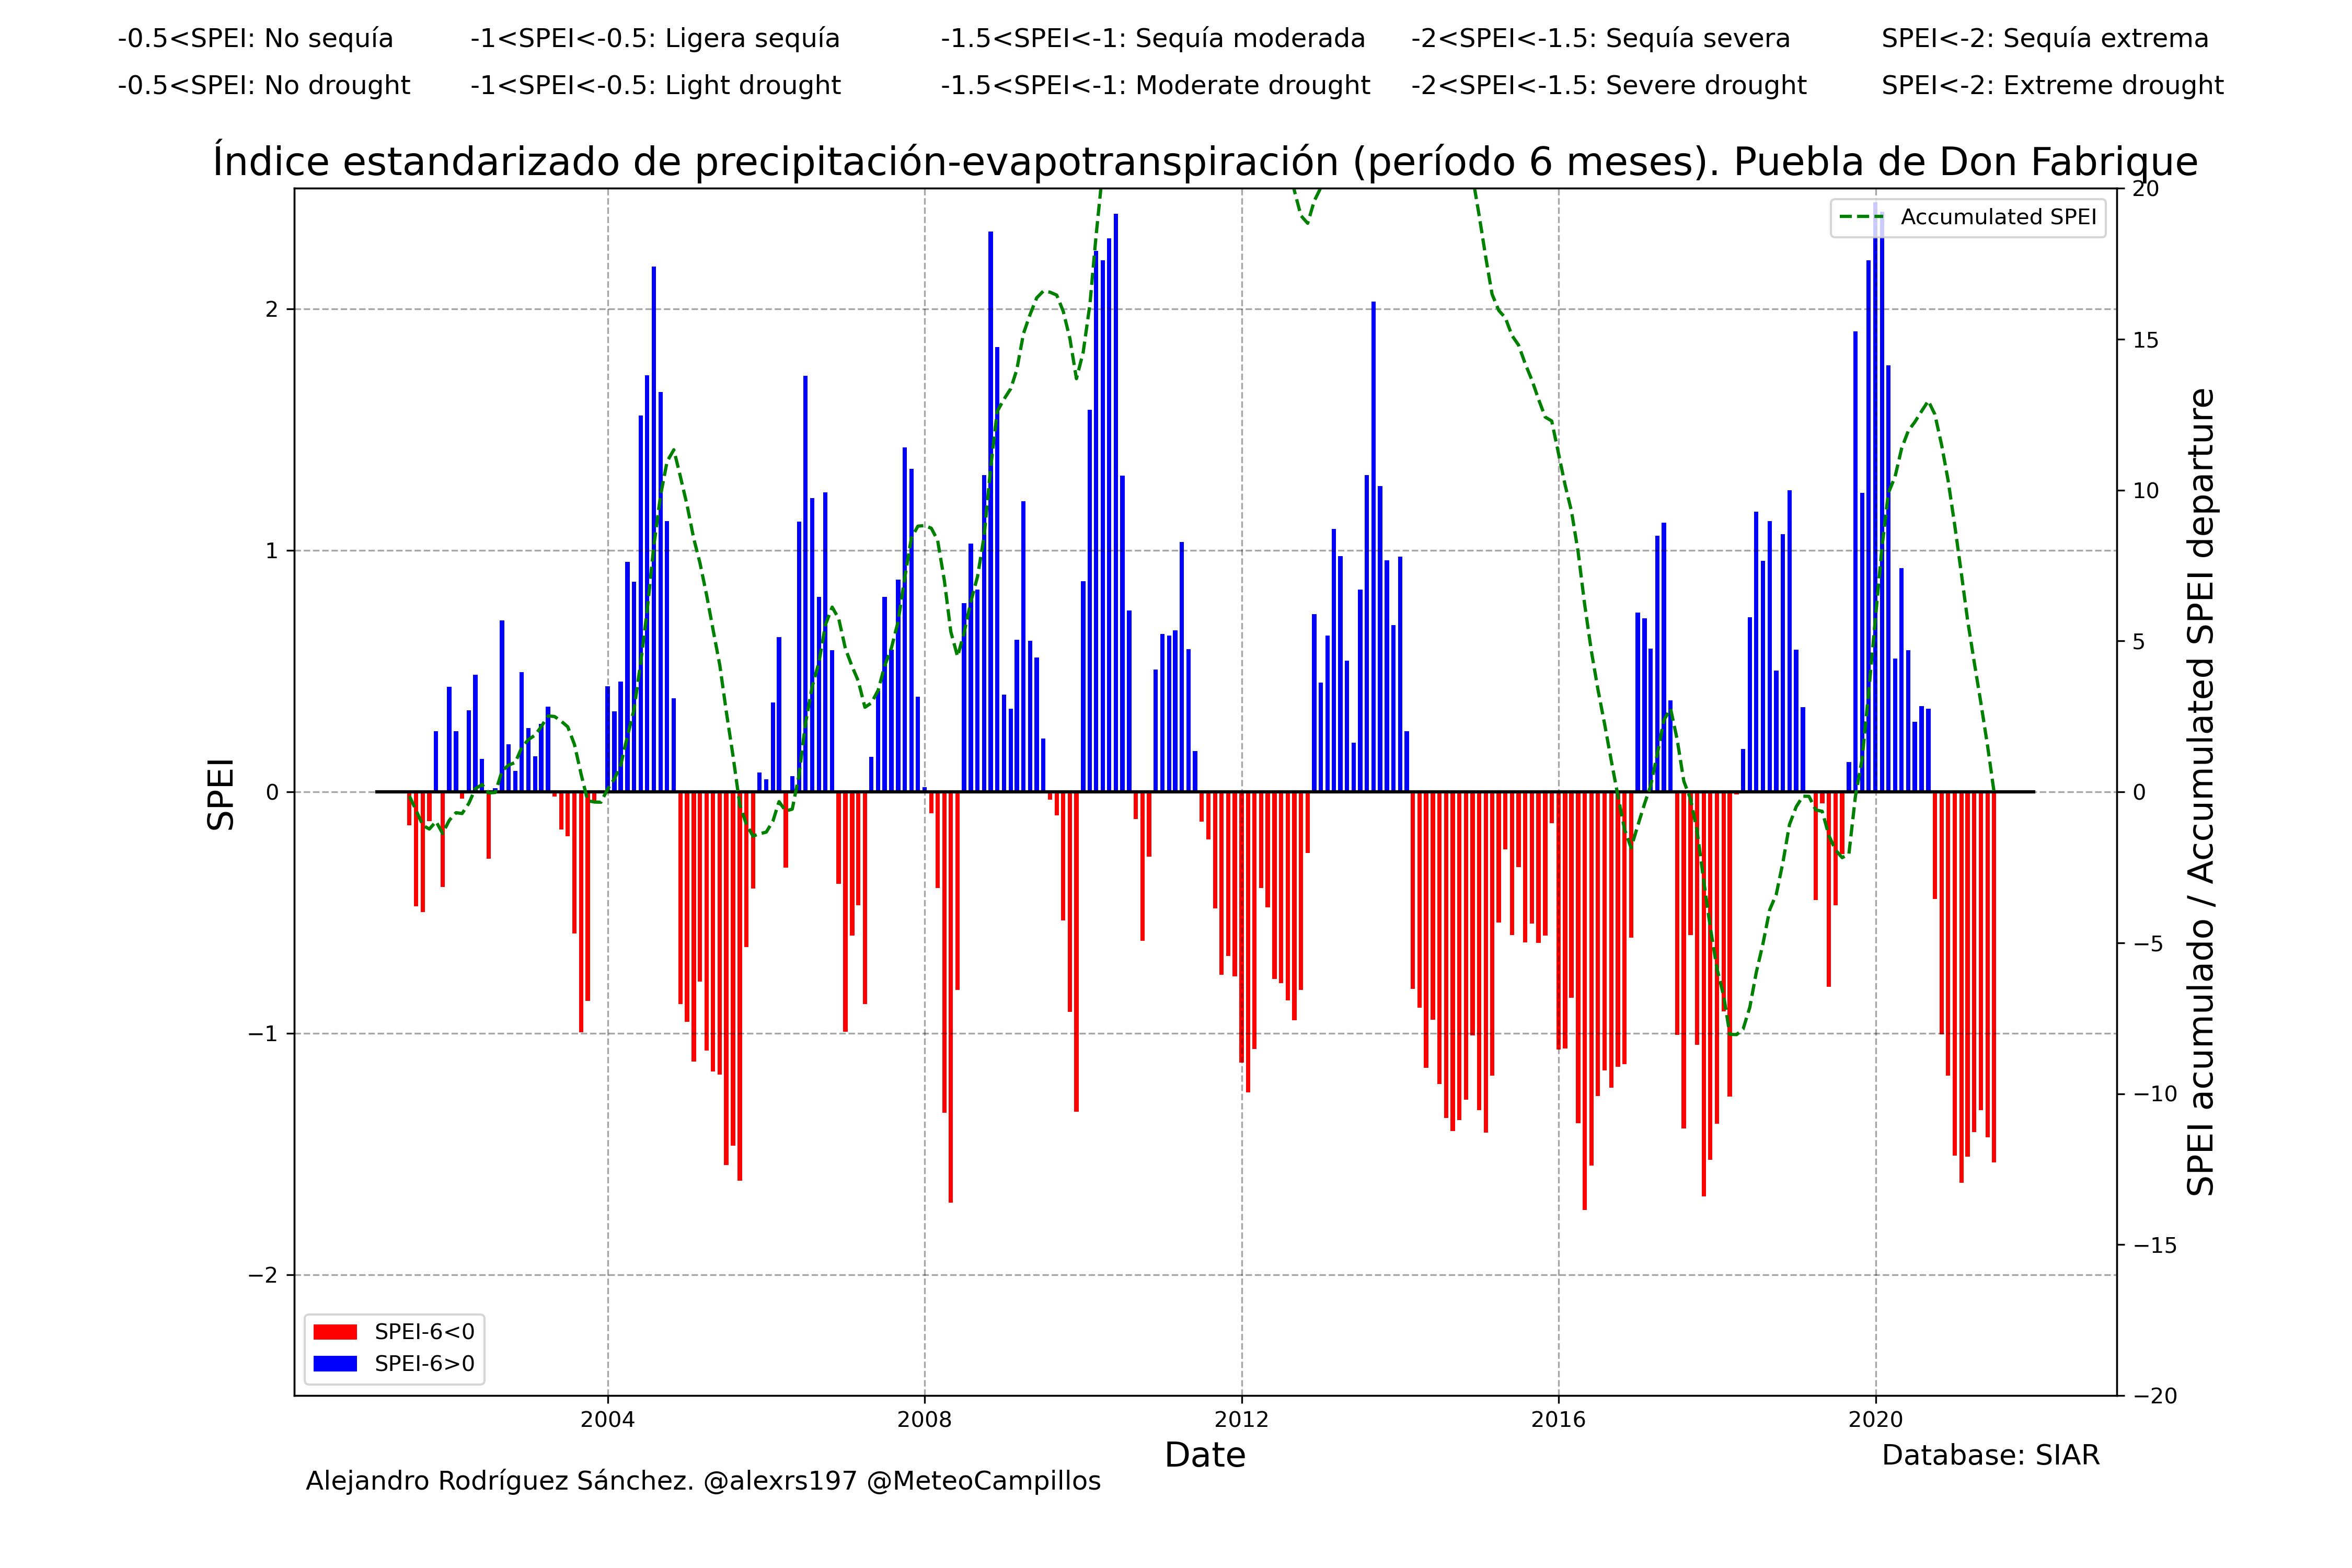 -0.5<SPEI: No sequía -1<SPEI<-0.5: Ligera sequía -1.5<SPEI<-1: Sequía moderada -2<SPEI<-1.5: Sequía severa SPEI<-2: Sequía extrema
-0.5<SPEI: No drought -1<SPEI<-0.5: Light drought -1.5<SPEI<-1: Moderate drought -2<SPEI<-1.5: Severe drought SPEI<-2: Extreme drought
Índice estandarizado de precipitación-evapotranspiración (período 6 meses). Puebla de Don Fabrique
Accumulated SPEI
SPEI
2
1
0
−1
−2
20
15
10
5
0
−5
−10
−15
−20
SPEI acumulado / Accumulated SPEI departure
SPEI-6<0
SPEI-6>0
2004 2008 2012 2016 2020
Date
Database: SIAR
Alejandro Rodríguez Sánchez. @alexrs197 @MeteoCampillos